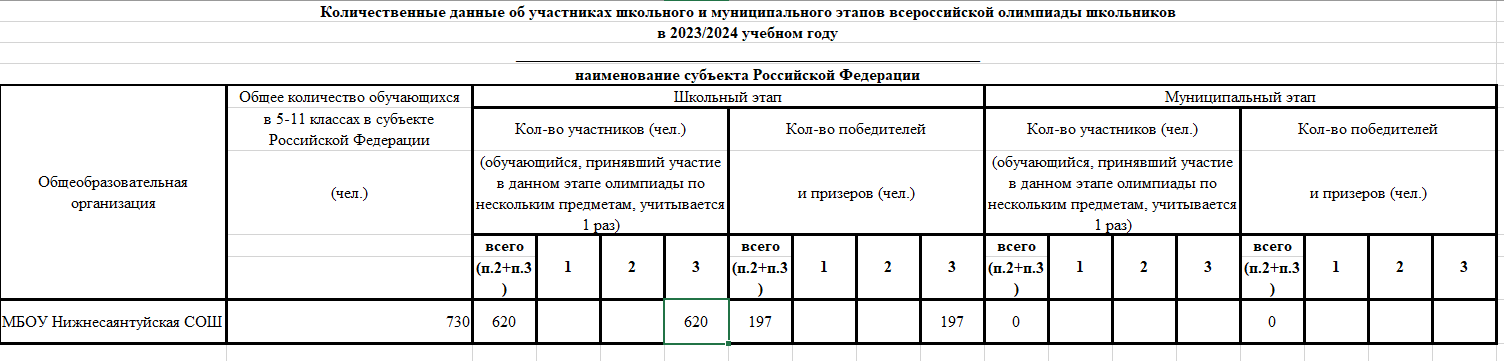 Количественные данные об участниках школьного и муниципального этапов всероссийской олимпиады школьников
в 2023/2024 учебном году
наименование субъекта Российской Федерации
Общеобразовательная
организация
Общее количество обучающихся
в 5-11 классах в субъекте
Российской Федерации
(чел.)
Школьный этап
Муниципальный этап
Кол-во участников (чел.)
(обучающийся, принявший участие
в данном этапе олимпиады по
нескольким предметам, учитывается
1 раз)
Кол-во победителей
и призеров (чел.)
Кол-во участников (чел.)
(обучающийся, принявший участие
в данном этапе олимпиады по
нескольким предметам, учитывается
1 раз)
Кол-во победителей
и призеров (чел.)
всего
(п.2+п.3
)
1
2
3
всего
(п.2+п.3
)
1
2
3
всего
(п.2+п.3
)
1
2
3
всего
(п.2+п.3
)
1
2
3
МБОУ Нижнесаянтуйская СОШ 730 620 620 197 197 0 0